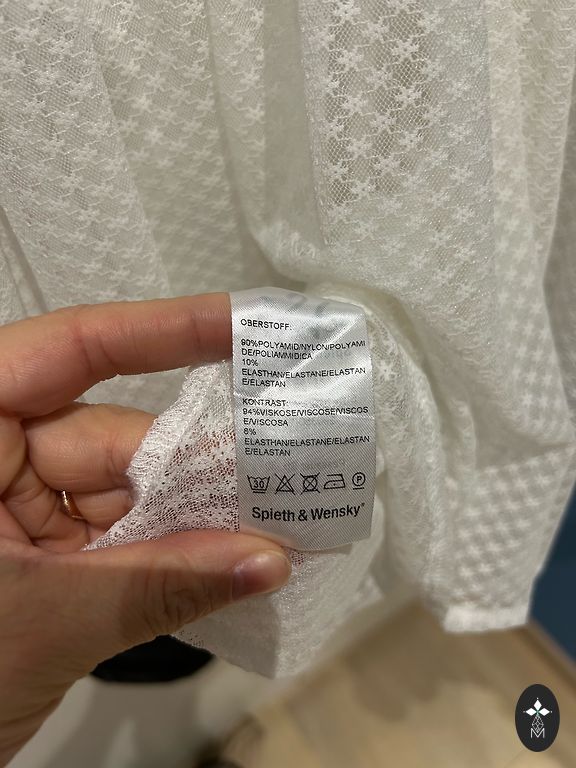 OBERSTOFF:
90%POLYAMID/NYLON/POLYAMI
DE/POLIAMMIDICA
10%
ELASTHAN/ELASTANE/ELASTAN
E/ELASTAN
KONTRAST:
94%VISKOSE/VISCOSE/VISCOS
E/VISCOSA
6%
ELASTHAN/ELASTANE/ELASTAN
E/ELASTAN
30 P
Spieth & Wensky®
M